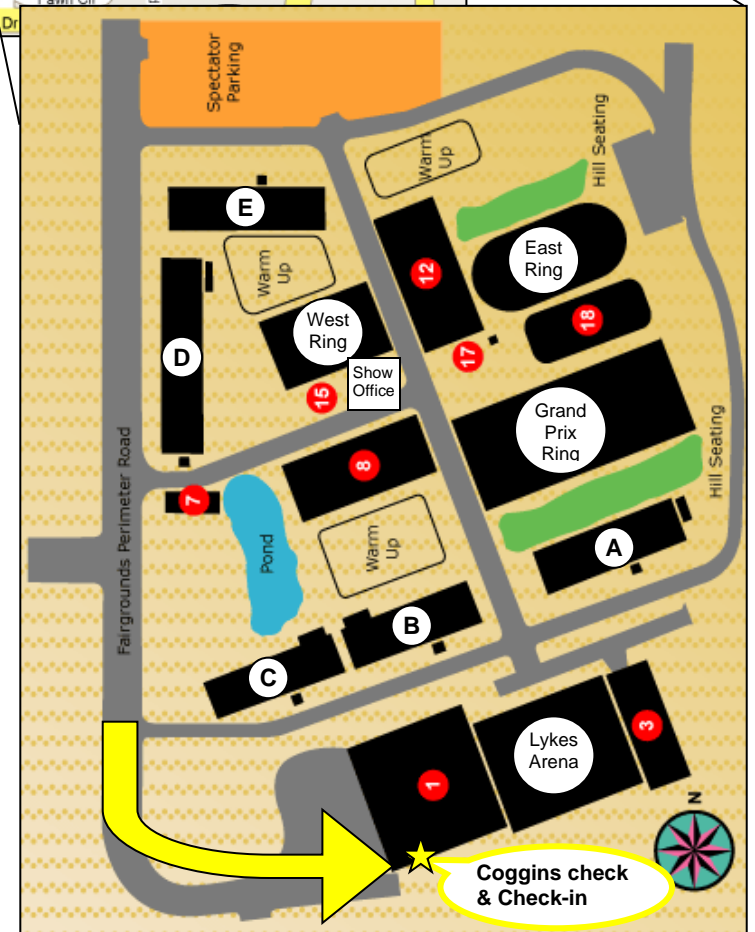 Dr
Spectator
Parking
Warm
Up
Hill Seating
E
Warm
Up
East
Ring
12
18
West
Ring
D
17
15
Show
Office
Grand
Prix
Ring
8
Fairgrounds Perimeter Road
7
Hill Seating
Pond
Warm
Up
A
B
C
Lykes
Arena
3
1
N
Coggins check
& Check-in